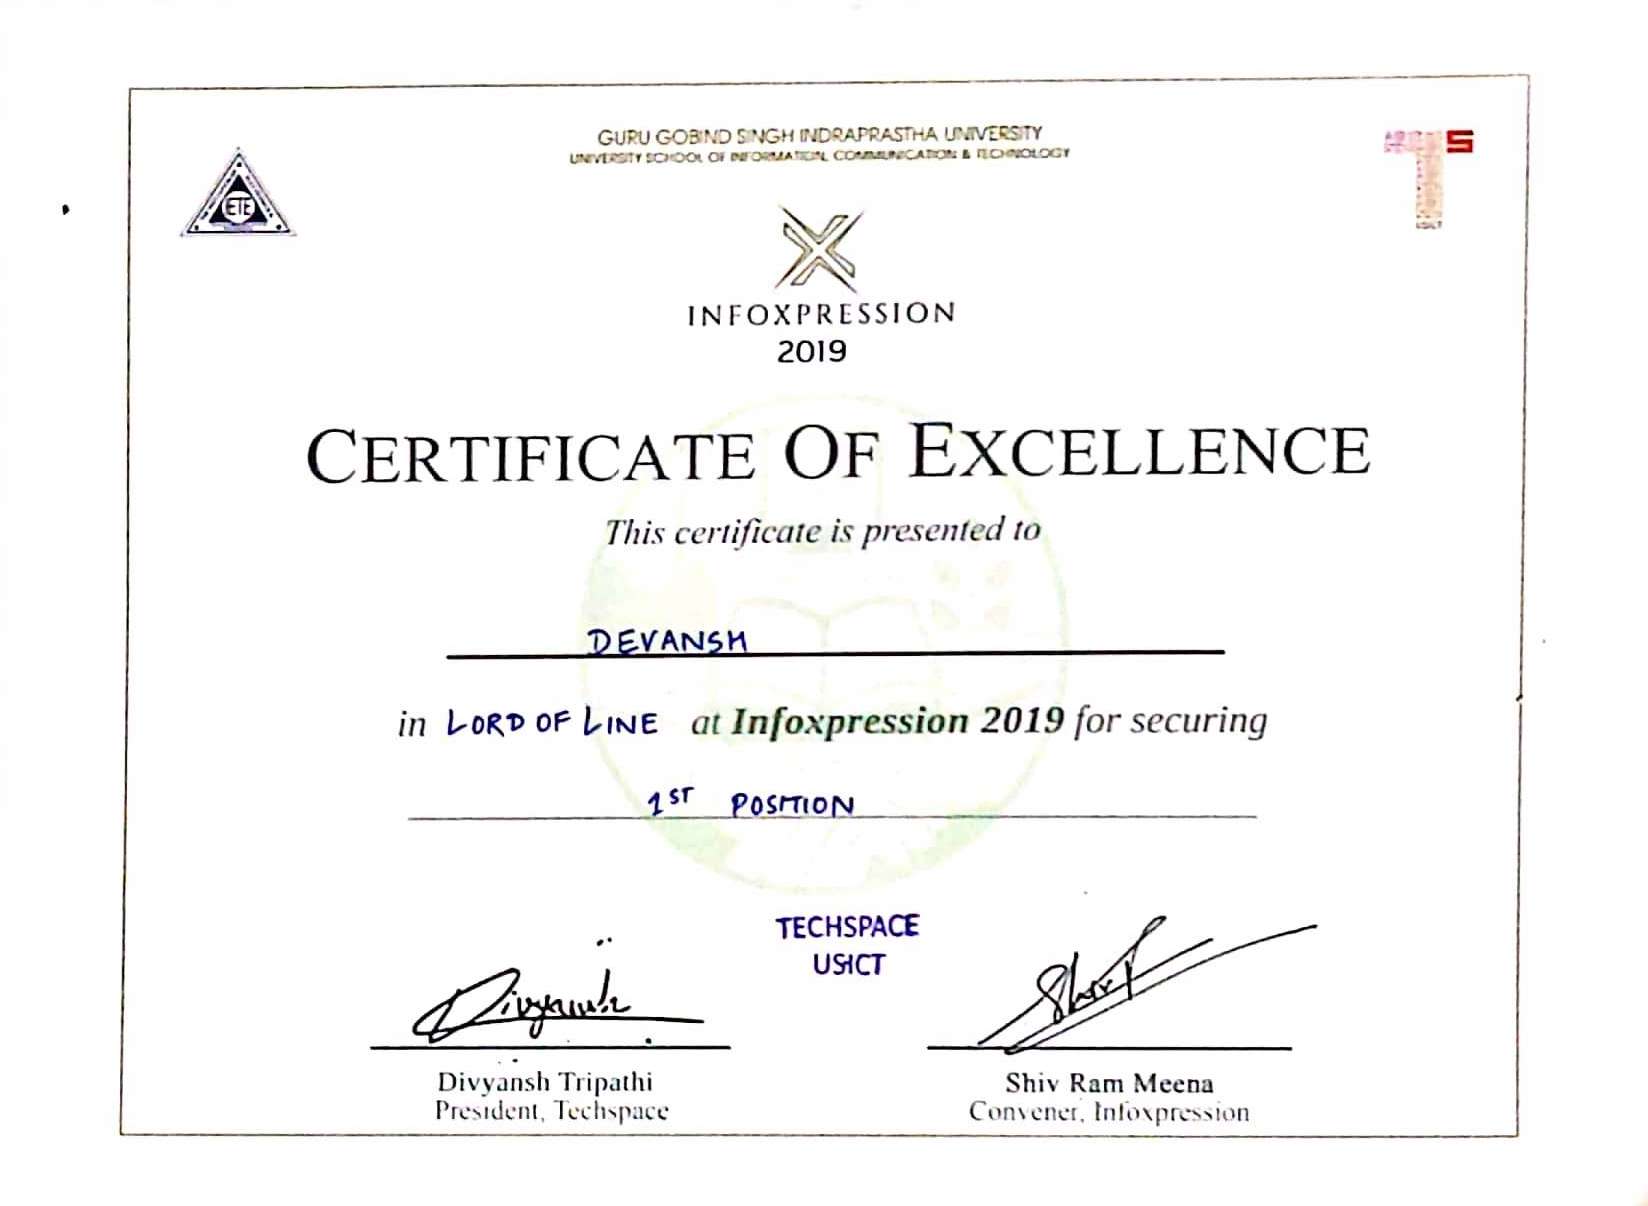 GURU GOBIND SINGH INDRAPRASTHA UNIVERSITY
UNIVERSITY SCHOOL OF INFORMATION, COMMUNICATION & TECHNOLOGY
ETE
S
USICT
INFOXPRESSION
2019
CERTIFICATE OF EXCELLENCE
This certificate is presented to
DEVANSH
in LORD OF LINE at Infoxpression 2019 for securing
1ST POSITION
TECHSPACE
USICT
Divyansh
Shiv
Divyansh Tripathi
President, Techspace
Shiv Ram Meena
Convener, Infoxpression